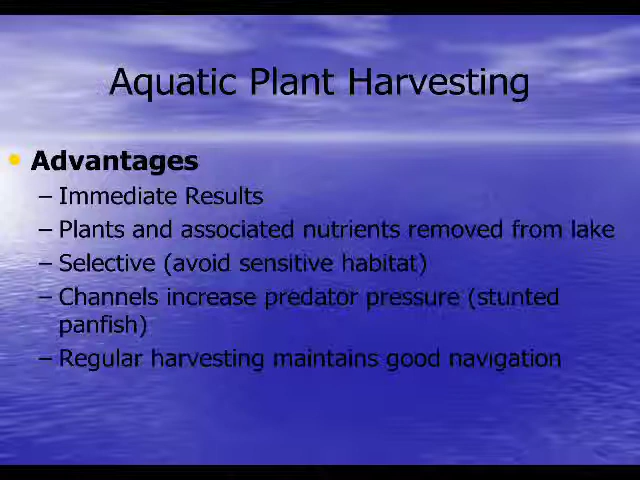 Aquatic Plant Harvesting
• Advantages
– Immediate Results
– Plants and associated nutrients removed from lake
– Selective (avoid sensitive habitat)
– Channels increase predator pressure (stunted
panfish)
– Regular harvesting maintains good navigation